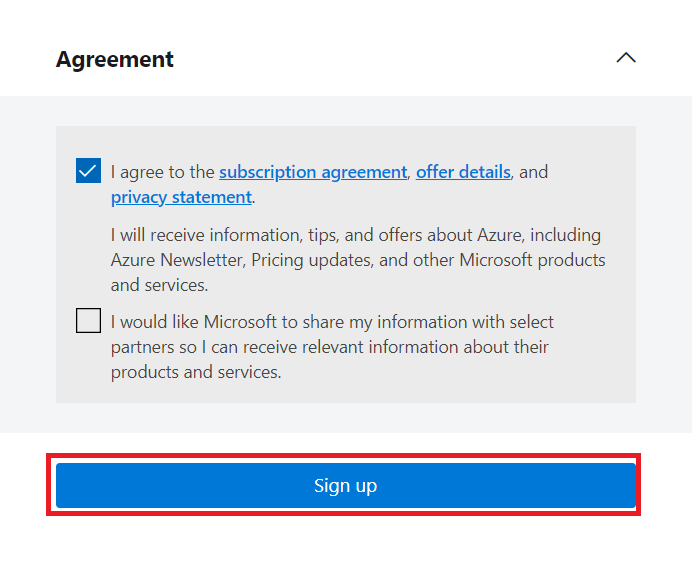 Agreement
I agree to the subscription agreement, offer details, and
privacy statement.
I will receive information, tips, and offers about Azure, including
Azure Newsletter, Pricing updates, and other Microsoft products
and services.
I would like Microsoft to share my information with select
partners so I can receive relevant information about their
products and services.
Sign up